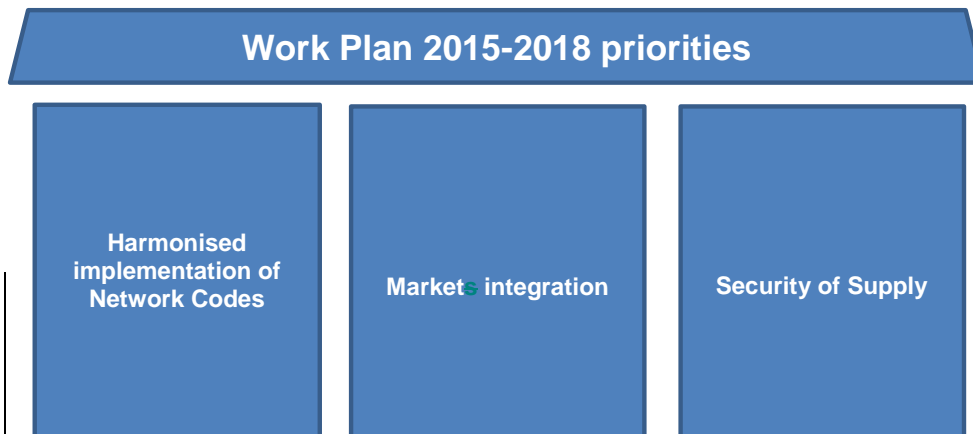 Work Plan 2015-2018 priorities
Harmonised
implementation of
Network Codes
Markets integration
Security of Supply